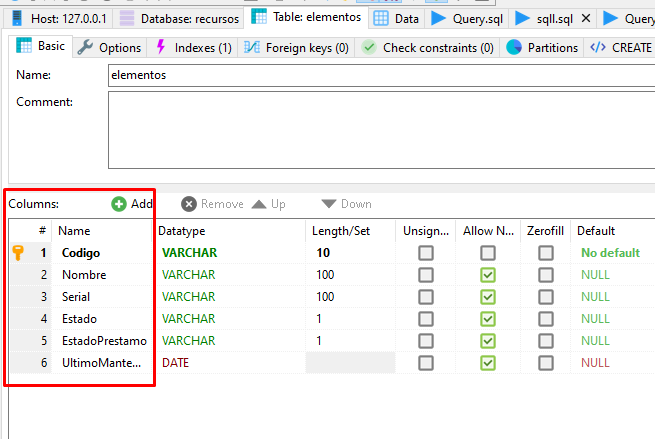 Host: 127.0.0.1 Database: recursos Table: elementos Data Query.sql sqlI.sql Query
Basic Options Indexes (1) Foreign keys (0) Check constraints (0) Partitions CREATE
Name: elementos
Comment:
Columns: Add Remove Up Down
# Name Datatype Length/Set Unsign... Allow N... Zerofill Default
1 Codigo VARCHAR 10 No default
2 Nombre VARCHAR 100 NULL
3 Serial VARCHAR 100 NULL
4 Estado VARCHAR 1 NULL
5 EstadoPrestamo VARCHAR 1 NULL
6 UltimoMante... DATE NULL